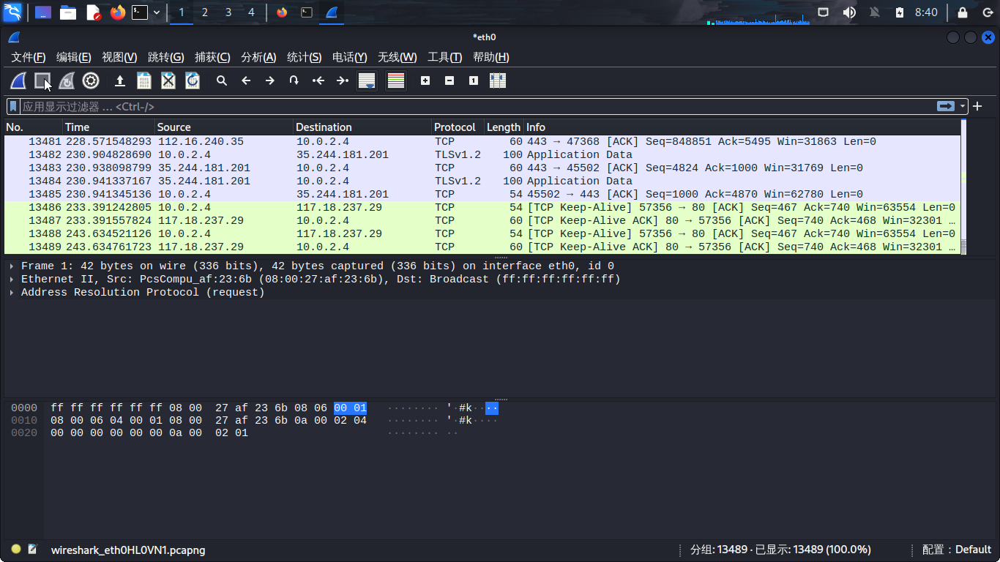 1 2 3 4 8:40
*eth0
文件(F) 编辑(E) 视图(V) 跳转(G) 捕获(C) 分析(A) 统计(S) 电话(Y) 无线(W) 工具(T) 帮助(H)
应用显示过滤器 … <Ctrl-/>
No. Time Source Destination Protocol Length Info
13481 228.571548293 112.16.240.35 10.0.2.4 TCP 60 443 → 47368 [ACK] Seq=848851 Ack=5495 Win=31863 Len=0
13482 230.904828690 10.0.2.4 35.244.181.201 TLSv1.2 100 Application Data
13483 230.938098799 35.244.181.201 10.0.2.4 TCP 60 443 → 45502 [ACK] Seq=4824 Ack=1000 Win=31769 Len=0
13484 230.941337167 35.244.181.201 10.0.2.4 TLSv1.2 100 Application Data
13485 230.941345136 10.0.2.4 35.244.181.201 TCP 54 45502 → 443 [ACK] Seq=1000 Ack=4870 Win=62780 Len=0
13486 233.391242805 10.0.2.4 117.18.237.29 TCP 54 [TCP Keep-Alive] 57356 → 80 [ACK] Seq=467 Ack=740 Win=63554 Len=0
13487 233.391557824 117.18.237.29 10.0.2.4 TCP 60 [TCP Keep-Alive ACK] 80 → 57356 [ACK] Seq=740 Ack=468 Win=32301 …
13488 243.634521126 10.0.2.4 117.18.237.29 TCP 54 [TCP Keep-Alive] 57356 → 80 [ACK] Seq=467 Ack=740 Win=63554 Len=0
13489 243.634761723 117.18.237.29 10.0.2.4 TCP 60 [TCP Keep-Alive ACK] 80 → 57356 [ACK] Seq=740 Ack=468 Win=32301 …
Frame 1: 42 bytes on wire (336 bits), 42 bytes captured (336 bits) on interface eth0, id 0
Ethernet II, Src: PcsCompu_af:23:6b (08:00:27:af:23:6b), Dst: Broadcast (ff:ff:ff:ff:ff:ff)
Address Resolution Protocol (request)
0000 ff ff ff ff ff ff 08 00 27 af 23 6b 08 06 00 01 ········ '·#k····
0010 08 00 06 04 00 01 08 00 27 af 23 6b 0a 00 02 04 ········ '·#k····
0020 00 00 00 00 00 00 0a 00 02 01 ········ ··
wireshark_eth0HL0VN1.pcapng 分组: 13489 · 已显示: 13489 (100.0%) 配置：Default